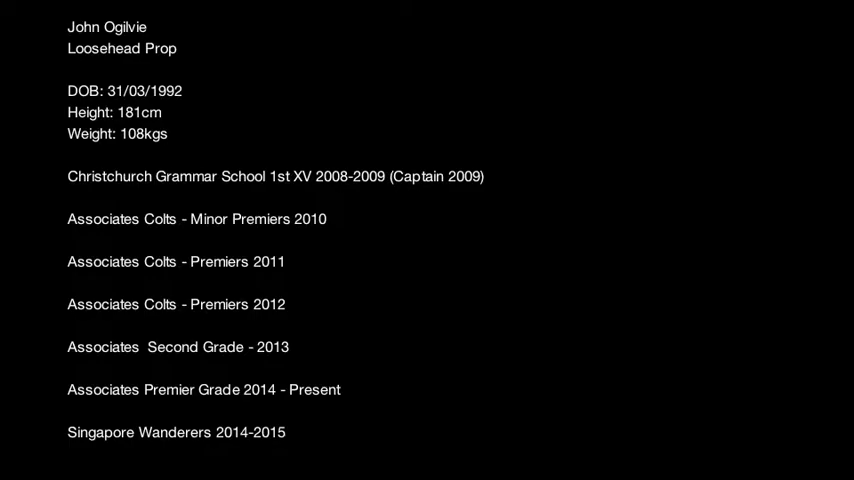 John Ogilvie
Loosehead Prop
DOB: 31/03/1992
Height: 181cm
Weight: 108kgs
Christchurch Grammar School 1st XV 2008-2009 (Captain 2009)
Associates Colts - Minor Premiers 2010
Associates Colts - Premiers 2011
Associates Colts - Premiers 2012
Associates  Second Grade - 2013
Associates Premier Grade 2014 - Present
Singapore Wanderers 2014-2015